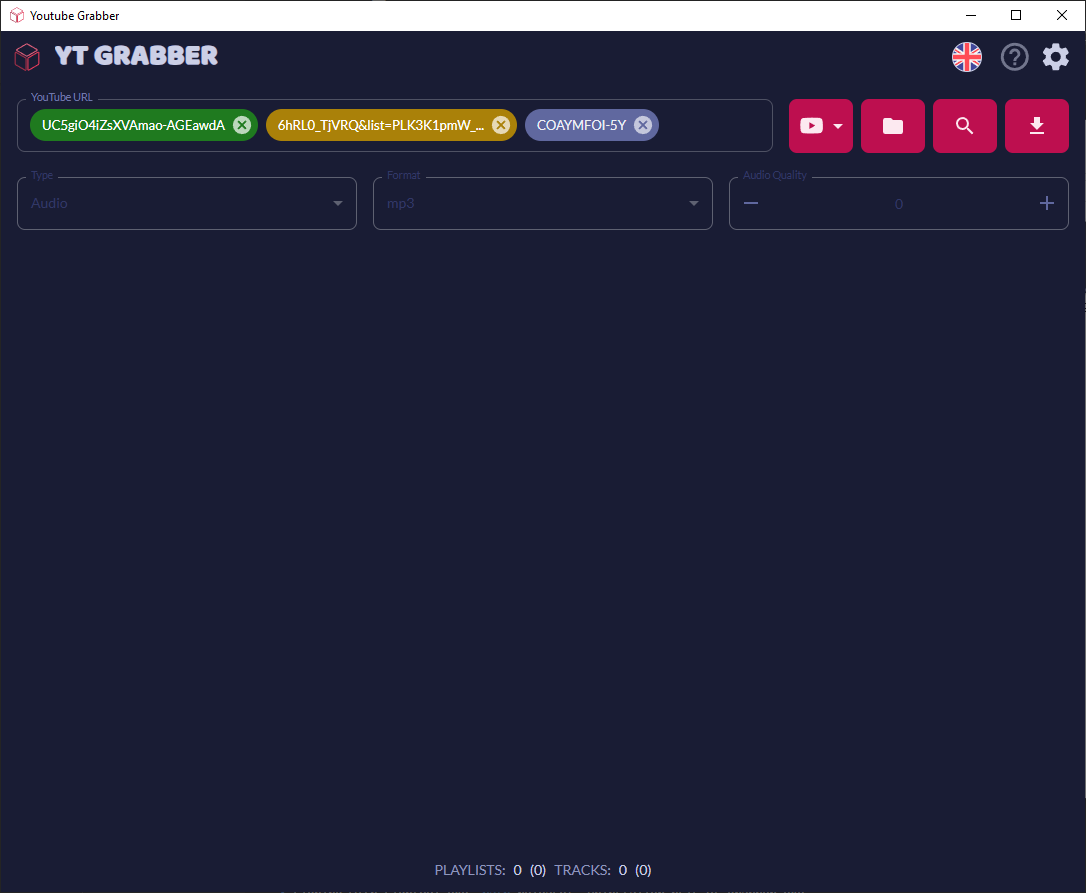 Youtube Grabber
YT GRABBER
YouTube URL
UC5giO4iZsXVAmao-AGEawdA
6hRL0_TjVRQ&list=PLK3K1pmW_...
COAYMFOI-5Y
Type
Audio
Format
mp3
Audio Quality
0
PLAYLISTS: 0 (0) TRACKS: 0 (0)